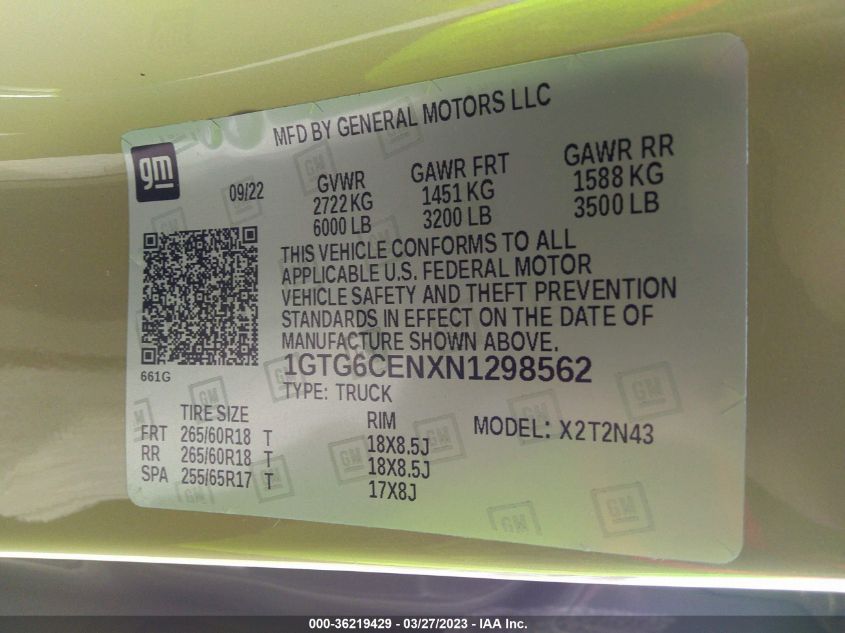 MFD BY GENERAL MOTORS LLC
gm
09/22
GVWR GAWR FRT GAWR RR
2722 KG 1451 KG 1588 KG
6000 LB 3200 LB 3500 LB
THIS VEHICLE CONFORMS TO ALL
APPLICABLE U.S. FEDERAL MOTOR
VEHICLE SAFETY AND THEFT PREVENTION
STANDARDS IN EFFECT ON THE DATE OF
MANUFACTURE SHOWN ABOVE.
661G
1GTG6CENXN1298562
TYPE: TRUCK
TIRE SIZE RIM MODEL: X2T2N43
FRT 265/60R18 T 18X8.5J
RR 265/60R18 T 18X8.5J
SPA 255/65R17 T 17X8J
000-36219429 - 03/27/2023 - IAA Inc.